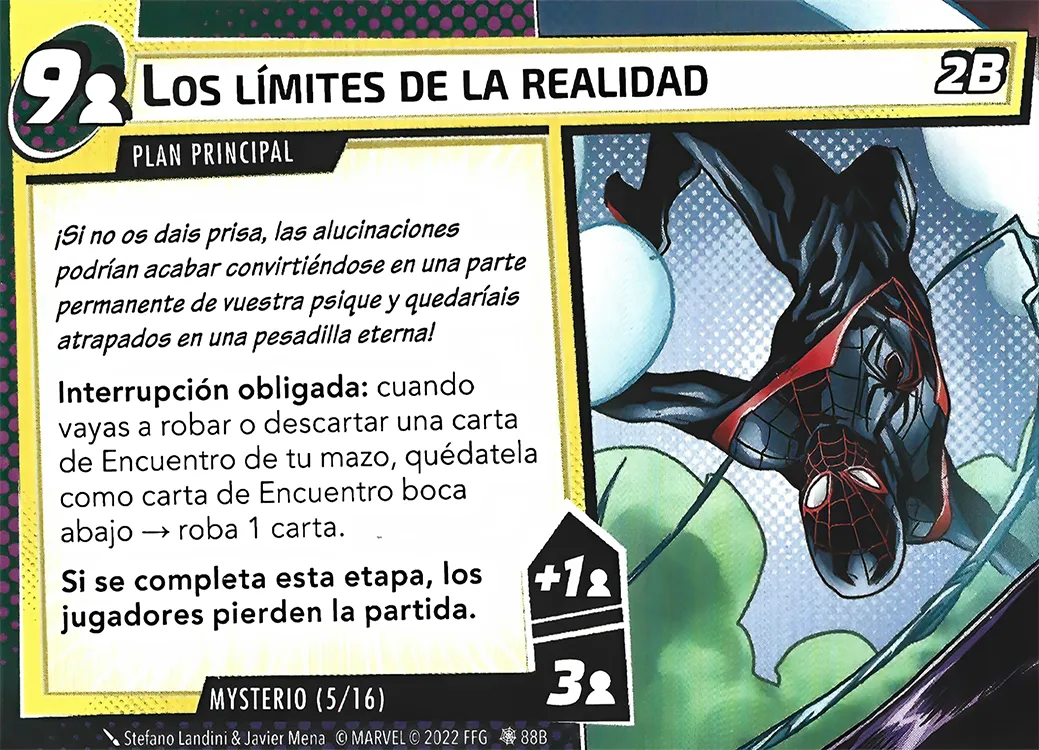 9
LOS LÍMITES DE LA REALIDAD
2B
PLAN PRINCIPAL
¡Si no os dais prisa, las alucinaciones
podrían acabar convirtiéndose en una parte
permanente de vuestra psique y quedaríais
atrapados en una pesadilla eterna!
Interrupción obligada: cuando
vayas a robar o descartar una carta
de Encuentro de tu mazo, quédatela
como carta de Encuentro boca
abajo → roba 1 carta.
Si se completa esta etapa, los
jugadores pierden la partida.
+1
3
MYSTERIO (5/16)
Stefano Landini & Javier Mena © MARVEL © 2022 FFG 88B